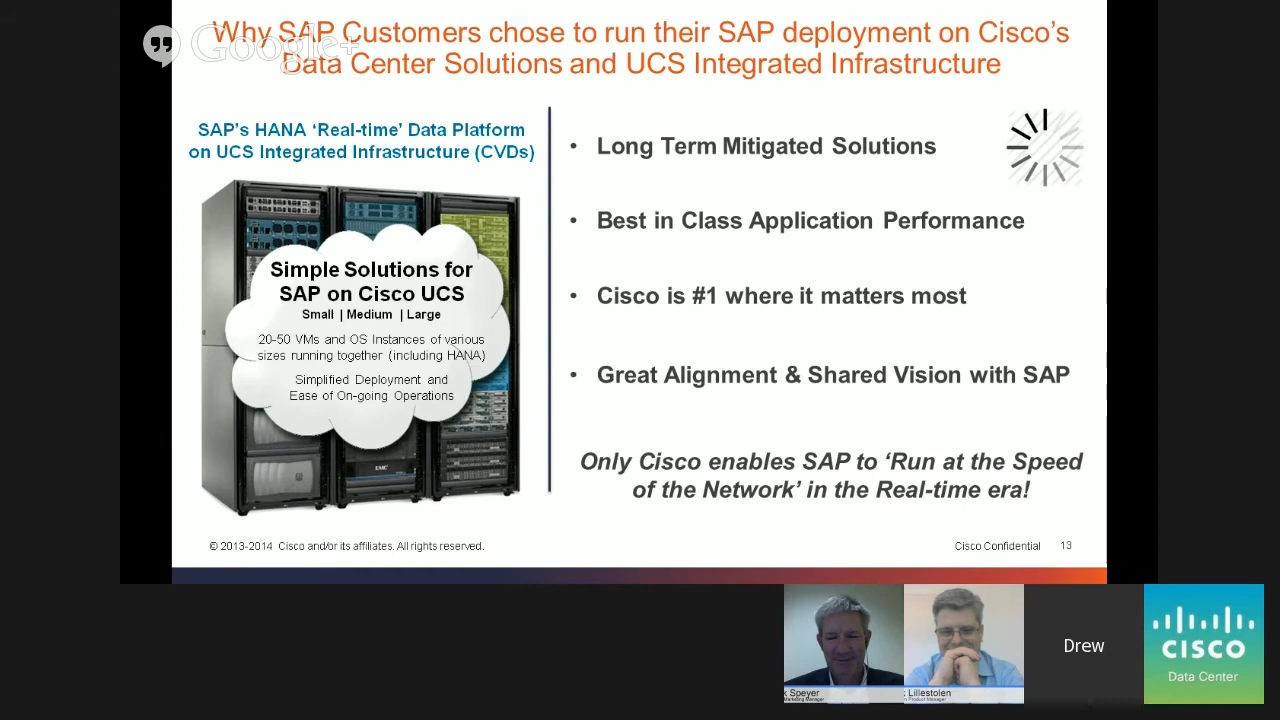 Why SAP Customers chose to run their SAP deployment on Cisco's
Data Center Solutions and UCS Integrated Infrastructure
Google+
SAP's HANA 'Real-time' Data Platform
on UCS Integrated Infrastructure (CVDs)
Simple Solutions for
SAP on Cisco UCS
Small | Medium | Large
20-50 VMs and OS Instances of various
sizes running together (including HANA)
Simplified Deployment and
Ease of On-going Operations
EMC
• Long Term Mitigated Solutions
• Best in Class Application Performance
• Cisco is #1 where it matters most
• Great Alignment & Shared Vision with SAP
Only Cisco enables SAP to 'Run at the Speed
of the Network' in the Real-time era!
© 2013-2014 Cisco and/or its affiliates. All rights reserved.
Cisco Confidential 13
k Speyer
Marketing Manager
Lillestolen
Product Manager
Drew
CISCO
Data Center